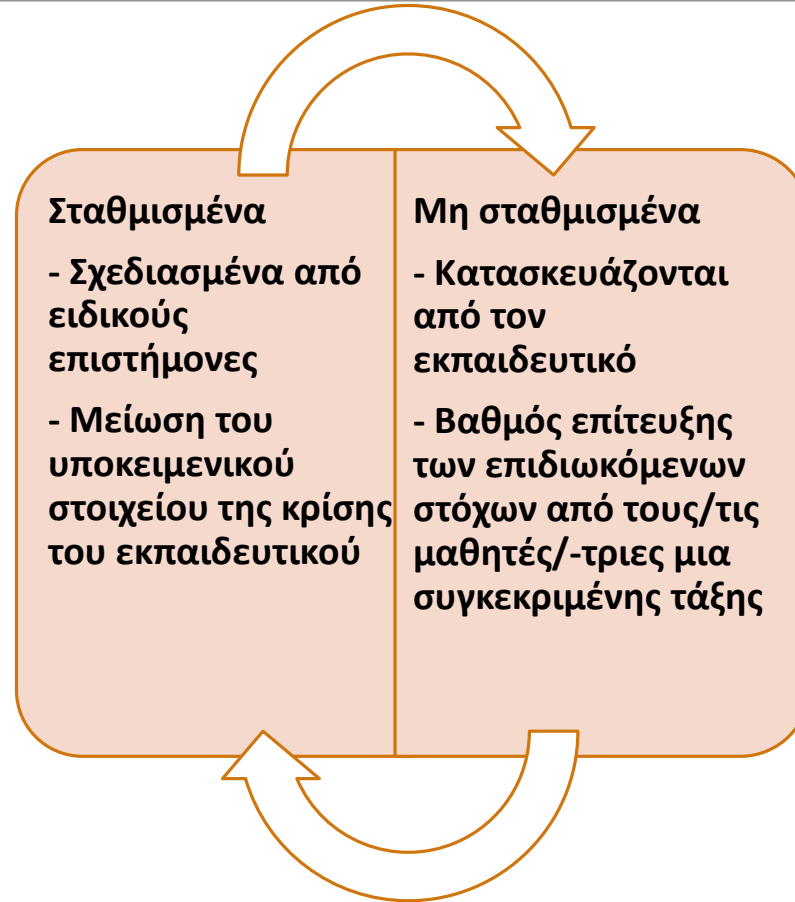 Σταθμισμένα
- Σχεδιασμένα από
ειδικούς
επιστήμονες
- Μείωση του
υποκειμενικού
στοιχείου της κρίσης
του εκπαιδευτικού
Μη σταθμισμένα
- Κατασκευάζονται
από τον
εκπαιδευτικό
- Βαθμός επίτευξης
των επιδιωκόμενων
στόχων από τους/τις
μαθητές/-τριες μια
συγκεκριμένης τάξης